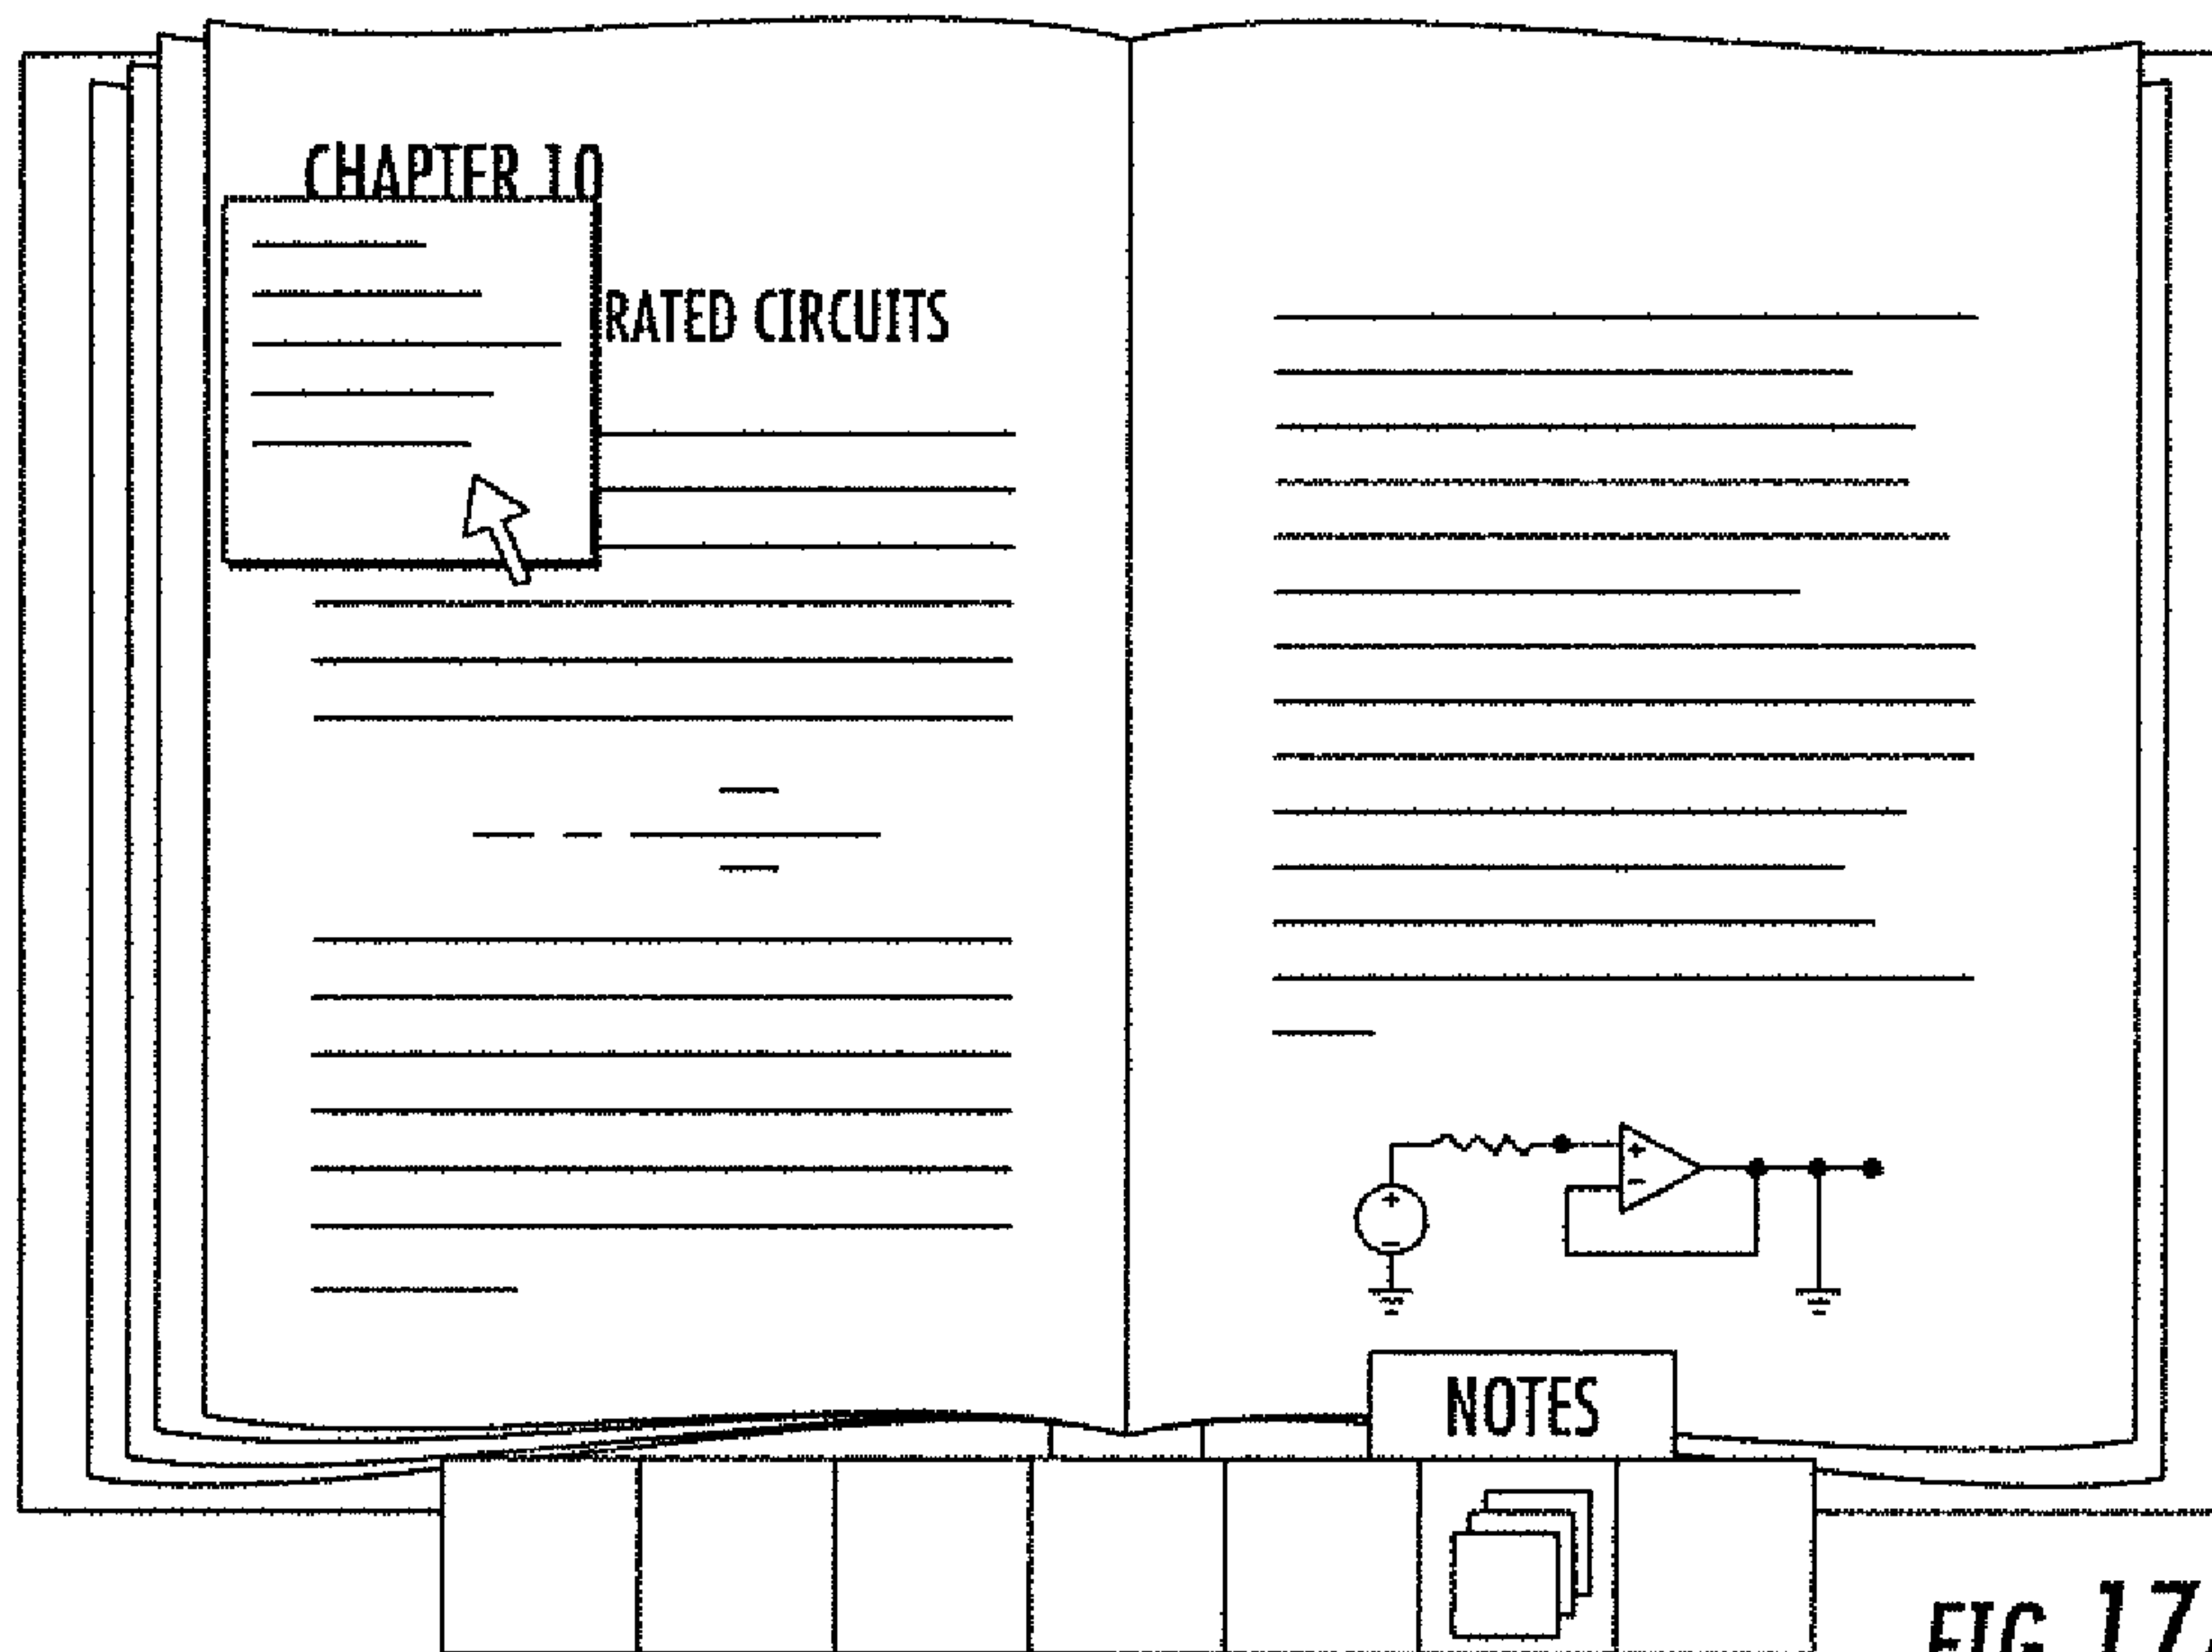 CHAPTER 10
RATED CIRCUITS
+
-
+
-
NOTES
FIG. 17